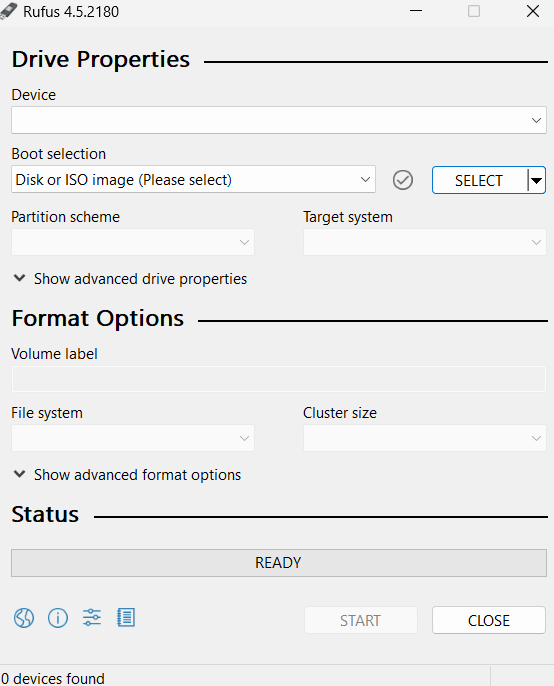 Rufus 4.5.2180
Drive Properties
Device
Boot selection
Disk or ISO image (Please select)
SELECT
Partition scheme
Target system
Show advanced drive properties
Format Options
Volume label
File system
Cluster size
Show advanced format options
Status
READY
START
CLOSE
0 devices found